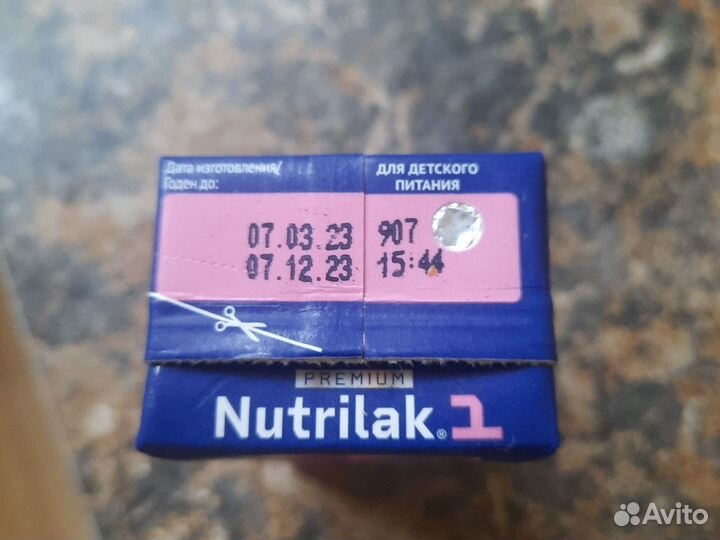 Дата изготовления/
Годен до:
ДЛЯ ДЕТСКОГО
ПИТАНИЯ
07.03.23 907
07.12.23 15:44
PREMIUM
Nutrilak® 1
Avito